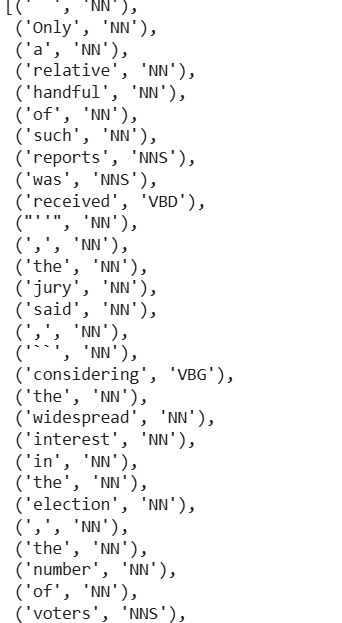 [('``', 'NN'),
('Only', 'NN'),
('a', 'NN'),
('relative', 'NN'),
('handful', 'NN'),
('of', 'NN'),
('such', 'NN'),
('reports', 'NNS'),
('was', 'NNS'),
('received', 'VBD'),
("''", 'NN'),
(',', 'NN'),
('the', 'NN'),
('jury', 'NN'),
('said', 'NN'),
(',', 'NN'),
('``', 'NN'),
('considering', 'VBG'),
('the', 'NN'),
('widespread', 'NN'),
('interest', 'NN'),
('in', 'NN'),
('the', 'NN'),
('election', 'NN'),
(',', 'NN'),
('the', 'NN'),
('number', 'NN'),
('of', 'NN'),
('voters', 'NNS'),